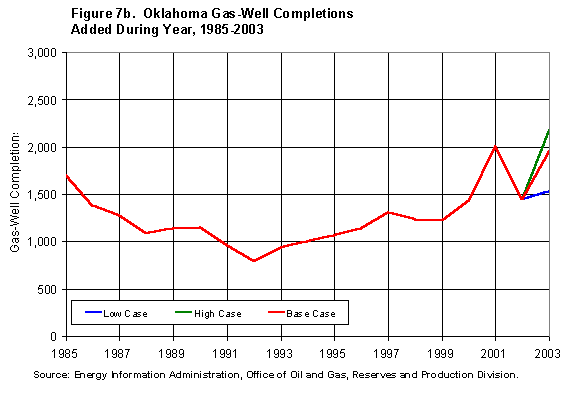 Figure 7b. Oklahoma Gas-Well Completions
Added During Year, 1985-2003
3,000
2,500
2,000
1,500
1,000
500
0
Gas-Well Completion:
Low Case
High Case
Base Case
1985 1987 1989 1991 1993 1995 1997 1999 2001 2003
Source: Energy Information Administration, Office of Oil and Gas, Reserves and Production Division.